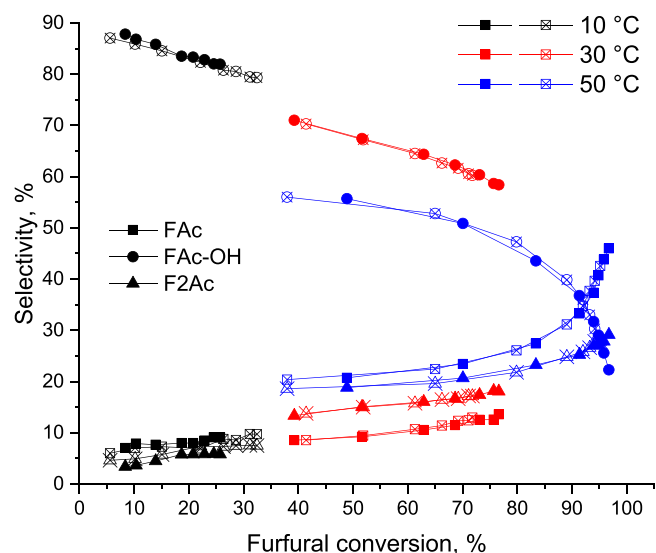 90
80
70
60
50
40
30
20
10
0
Selectivity, %
10 °C
30 °C
50 °C
FAc
FAc-OH
F2Ac
0 10 20 30 40 50 60 70 80 90 100
Furfural conversion, %